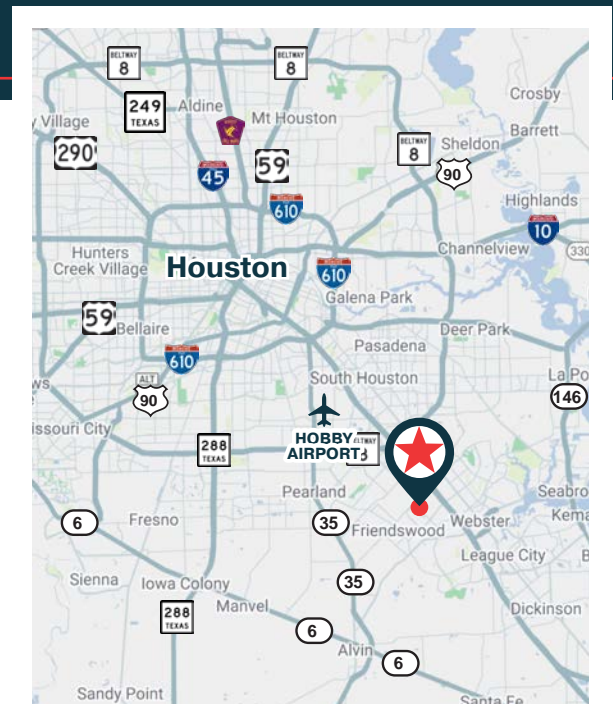 BELTWAY
8
BELTWAY
8
249
TEXAS
Aldine
Mt Houston
Crosby
y Village
Barrett
290
BELTWAY
8
Sheldon
59
45
90
610
Highlands
10
Hunters
Creek Village
Houston
Channelview
330
610
Galena Park
59
Bellaire
Deer Park
610
Pasadena
ALT
90
South Houston
La Po
146
issouri City
288
TEXAS
HOBBY
AIRPORT
Pearland
Seabro
6
Fresno
35
Friendswood
Webster
Kema
League City
Sienna
Iowa Colony
35
288
TEXAS
Manvel
Dickinson
6
Alvin
6
Sandy Point
Santa Fe